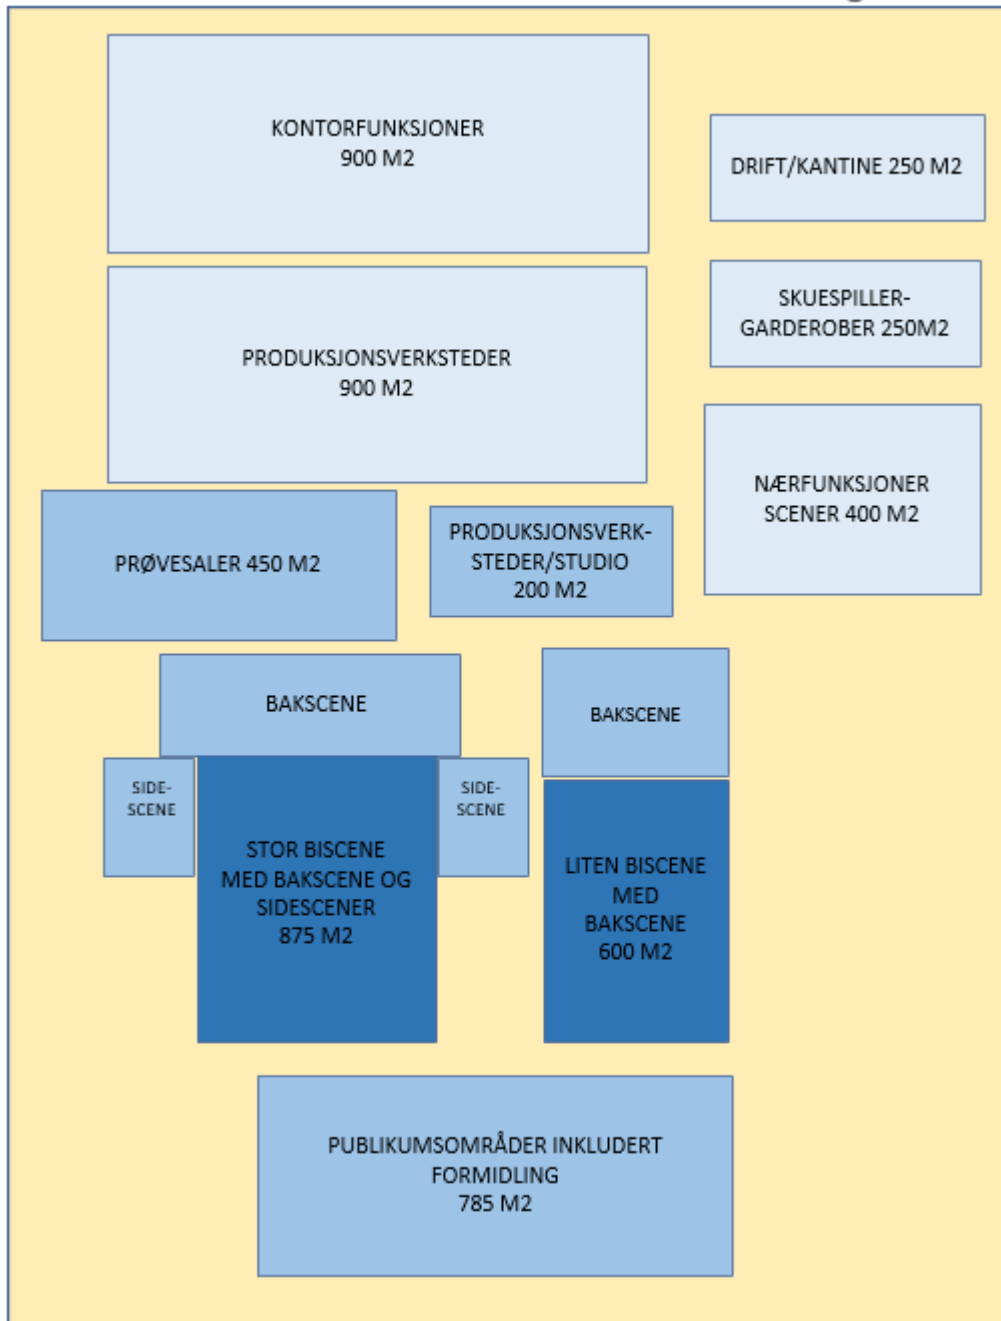 KONTORFUNKSJONER
900 M2
DRIFT/KANTINE 250 M2
SKUESPILLER-
GARDEROBER 250M2
PRODUKSJONSVERKSTEDER
900 M2
NÆRFUNKSJONER
SCENER 400 M2
PRØVESALER 450 M2
PRODUKSJONSVERK-
STEDER/STUDIO
200 M2
BAKSCENE
BAKSCENE
SIDE-
SCENE
STOR BISCENE
MED BAKSCENE OG
SIDESCENER
875 M2
SIDE-
SCENE
LITEN BISCENE
MED
BAKSCENE
600 M2
PUBLIKUMSOMRÅDER INKLUDERT
FORMIDLING
785 M2